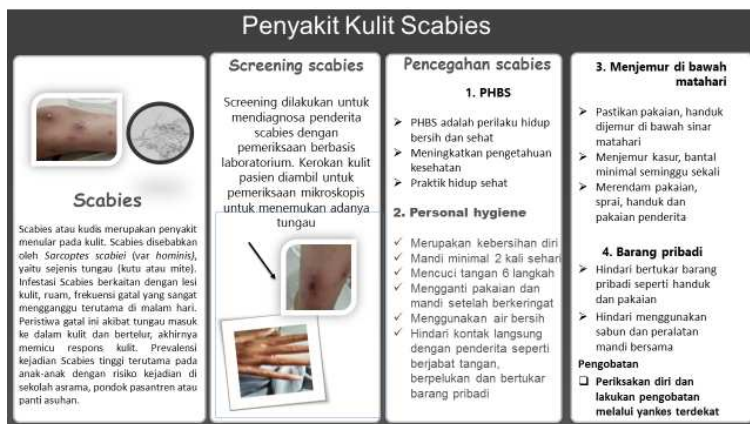 Penyakit Kulit Scabies
Scabies
Scabies atau kudis merupakan penyakit
menular pada kulit. Scabies disebabkan
oleh Sarcoptes scabiei (var hominis),
yaitu sejenis tungau (kutu atau mite).
Infestasi Scabies berkaitan dengan lesi
kulit, ruam, frekuensi gatal yang sangat
mengganggu terutama di malam hari.
Peristiwa gatal ini akibat tungau masuk
ke dalam kulit dan bertelur, akhirnya
memicu respons kulit. Prevalensi
kejadian Scabies tinggi terutama pada
anak-anak dengan risiko kejadian di
sekolah asrama, pondok pasantren atau
panti asuhan.
Screening scabies
Screening dilakukan untuk
mendiagnosa penderita
scabies dengan
pemeriksaan berbasis
laboratorium. Kerokan kulit
pasien diambil untuk
pemeriksaan mikroskopis
untuk menemukan adanya
tungau
Pencegahan scabies
1. PHBS
➢ PHBS adalah perilaku hidup
bersih dan sehat
➢ Meningkatkan pengetahuan
kesehatan
➢ Praktik hidup sehat
2. Personal hygiene
✓ Merupakan kebersihan diri
✓ Mandi minimal 2 kali sehari
✓ Mencuci tangan 6 langkah
✓ Mengganti pakaian dan
mandi setelah berkeringat
✓ Menggunakan air bersih
✓ Hindari kontak langsung
dengan penderita seperti
berjabat tangan,
berpelukan dan bertukar
barang pribadi
3. Menjemur di bawah
matahari
➢ Pastikan pakaian, handuk
dijemur di bawah sinar
matahari
➢ Menjemur kasur, bantal
minimal seminggu sekali
➢ Merendam pakaian,
sprai, handuk dan
pakaian penderita
4. Barang pribadi
➢ Hindari bertukar barang
pribadi seperti handuk
dan pakaian
➢ Hindari menggunakan
sabun dan peralatan
mandi bersama
Pengobatan
❑ Periksakan diri dan
lakukan pengobatan
melalui yankes terdekat